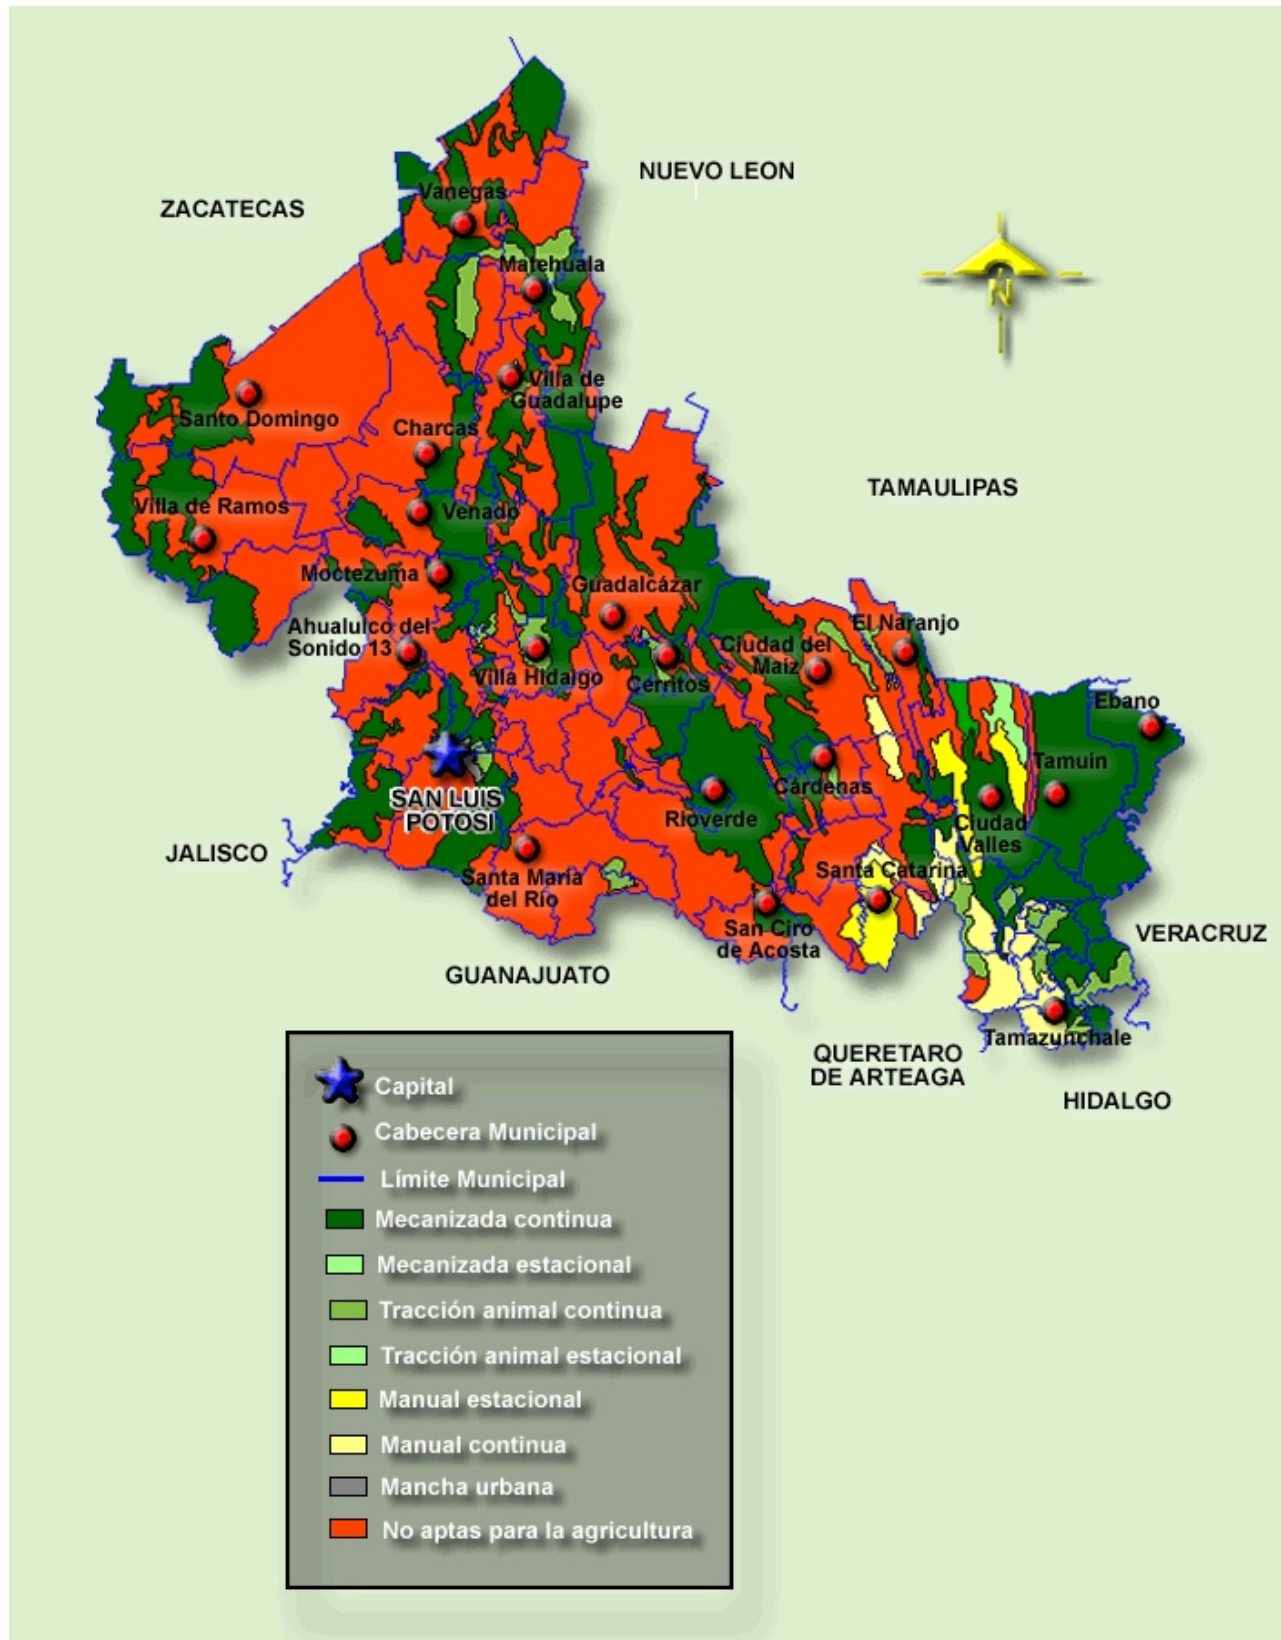 NUEVO LEON
Vanegas
ZACATECAS
Matehuala
N
Villa de
Guadalupe
Santo Domingo
Charcas
TAMAULIPAS
Villa de Ramos
Venado
Moctezuma
Guadalcázar
Ahualulco del
Sonido 13
El Naranjo
Ciudad del
Maíz
Villa Hidalgo
Cerritos
Ebano
Tamuín
Cárdenas
SAN LUIS
POTOSI
Rioverde
Ciudad
Valles
JALISCO
Santa María
del Río
Santa Catarina
San Ciro
de Acosta
VERACRUZ
GUANAJUATO
Tamazunchale
QUERETARO
DE ARTEAGA
HIDALGO
Capital
Cabecera Municipal
Límite Municipal
Mecanizada continua
Mecanizada estacional
Tracción animal continua
Tracción animal estacional
Manual estacional
Manual continua
Mancha urbana
No aptas para la agricultura